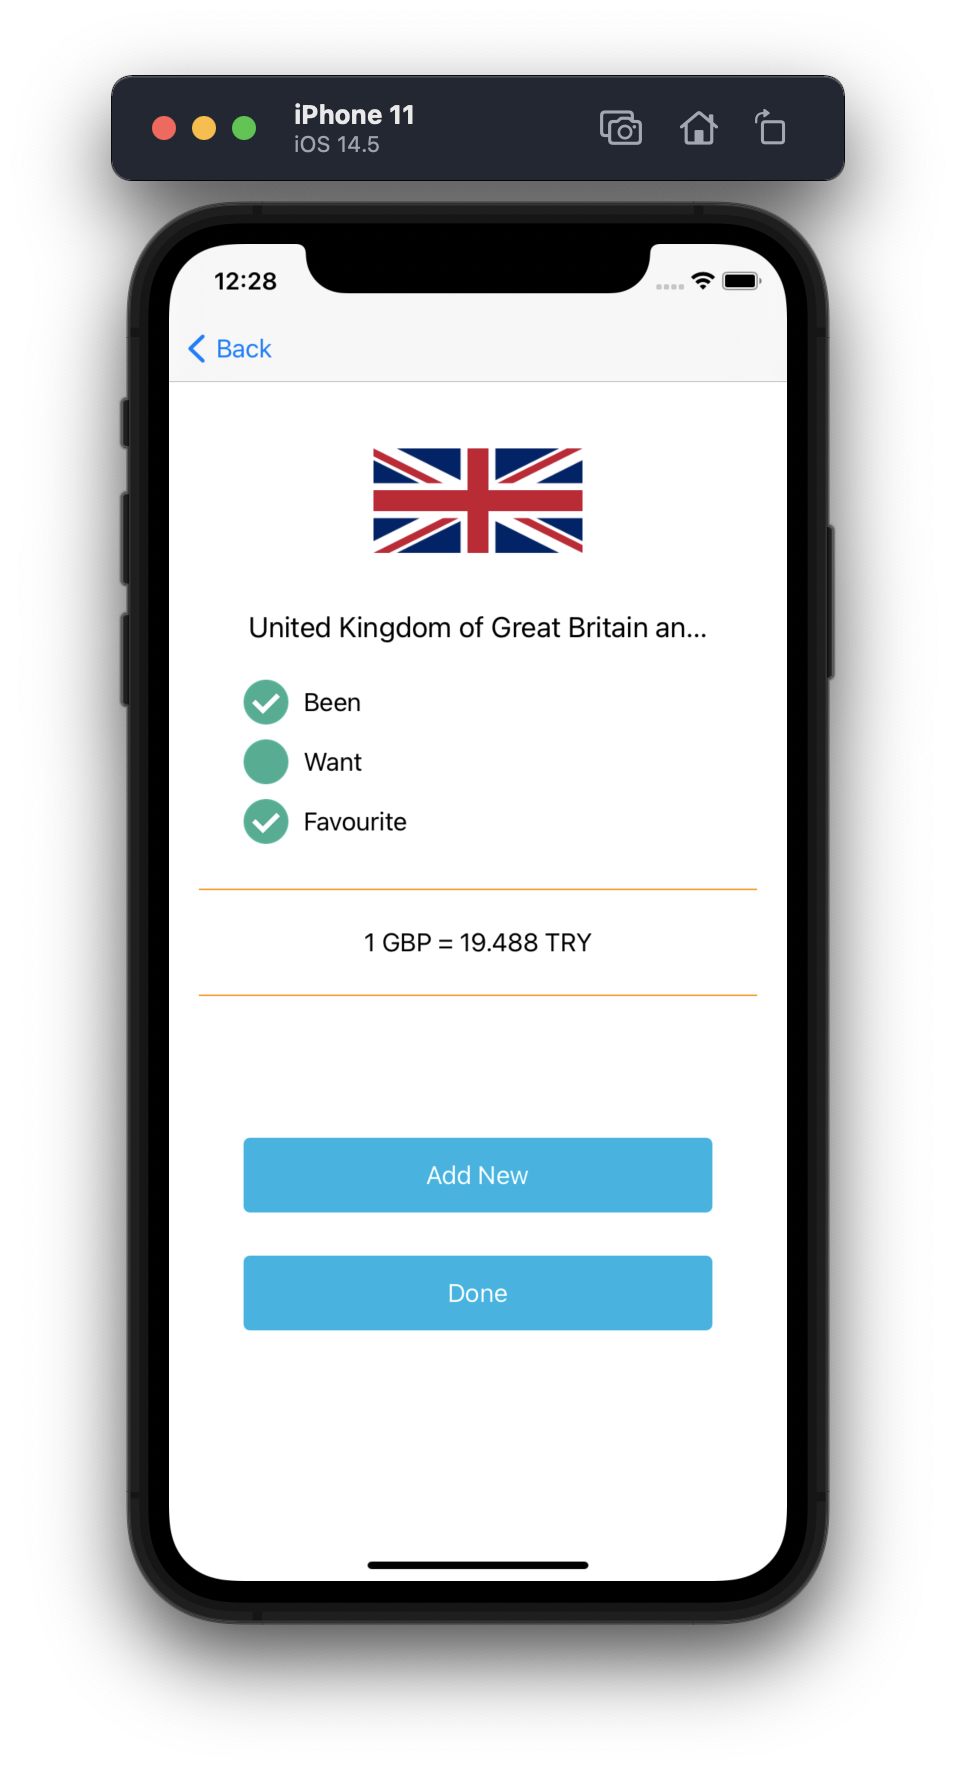 iPhone 11
iOS 14.5
12:28
Back
United Kingdom of Great Britain an...
Been
Want
Favourite
1 GBP = 19.488 TRY
Add New
Done